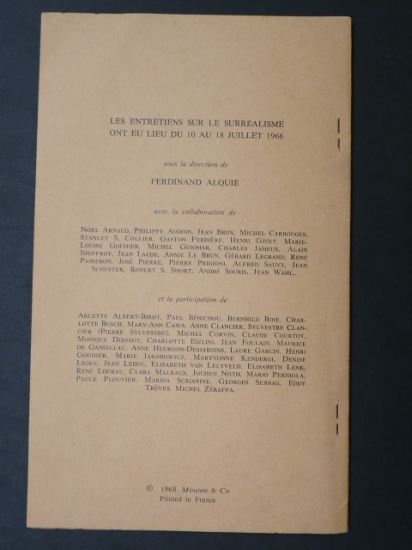 LES ENTRETIENS SUR LE SURRÉALISME
ONT EU LIEU DU 10 AU 18 JUILLET 1966
sous la direction de
FERDINAND ALQUIÉ
avec la collaboration de
NOËL ARNAUD, PHILIPPE AUDOIN, JEAN BRUN, MICHEL CARROUGES,
STANLEY S. COLLIER, GASTON FERDIÈRE, HENRI GINET, MARIE-
LOUISE GOUHIER, MICHEL GUIOMAR, CHARLES JAMEUX, ALAIN
JOUFFROY, JEAN LAUDE, ANNIE LE BRUN, GÉRARD LEGRAND, RENÉ
PASSERON, JOSÉ PIERRE, PIERRE PRIGIONI, ALFRED SAUVY, JEAN
SCHUSTER, ROBERT S. SHORT, ANDRÉ SOURIS, JEAN WAHL.
et la participation de
ARLETTE ALBERT-BIROT, PAUL BÉNICHOU, BERNHILD BOIE, CHAR-
LOTTE BUSCH, MARY-ANN CAWS, ANNE CLANCIER, SYLVESTRE CLAN-
CIER (PIERRE SYLVESTRE), MICHEL CORVIN, CLAUDE COURTOT,
MONIQUE DIXSAUT, CHARLOTTE EDZLINI, JEAN FOLLAIN, MAURICE
DE GANDILLAC, ANNE HEURGON-DESJARDINS, LAURE GARCIN, HENRI
GOUHIER, MARIE JAKOBOWICZ, MARYVONNE KENDERGI, DENISE
LEDUC, JEAN LEDUC, ELISABETH VAN LELYVELD, ELISABETH LENK,
RENÉ LOURAU, CLARA MALRAUX, JOCHEN NOTH, MARIO PERNIOLA,
PAULE PLOUVIER, MARINA SCRIABINE, GEORGES SEBBAG, EDDY
TRÈVES, MICHEL ZÉRAFFA.
© 1968, Mouton & Co
Printed in France